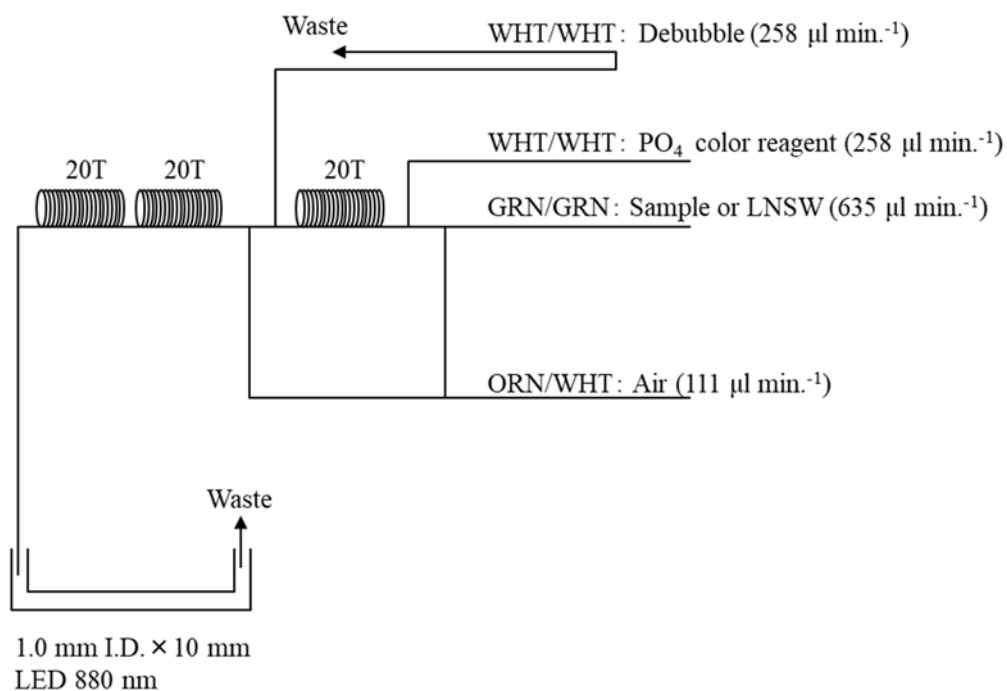 Waste
WHT/WHT: Debubble (258 μl min.⁻¹)
20T 20T 20T
WHT/WHT: PO₄ color reagent (258 μl min.⁻¹)
GRN/GRN: Sample or LNSW (635 μl min.⁻¹)
ORN/WHT: Air (111 μl min.⁻¹)
Waste
1.0 mm I.D. × 10 mm
LED 880 nm